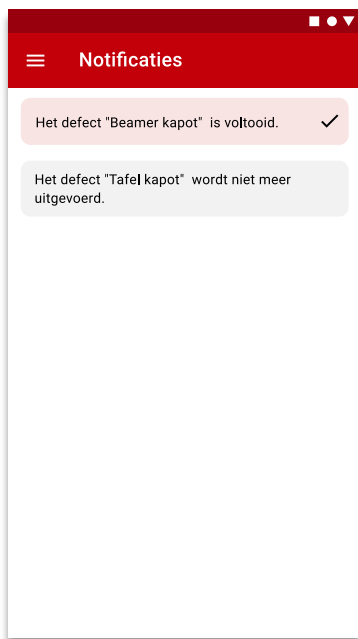 Notificaties
Het defect "Beamer kapot"  is voltooid.
Het defect "Tafel kapot"  wordt niet meer
uitgevoerd.